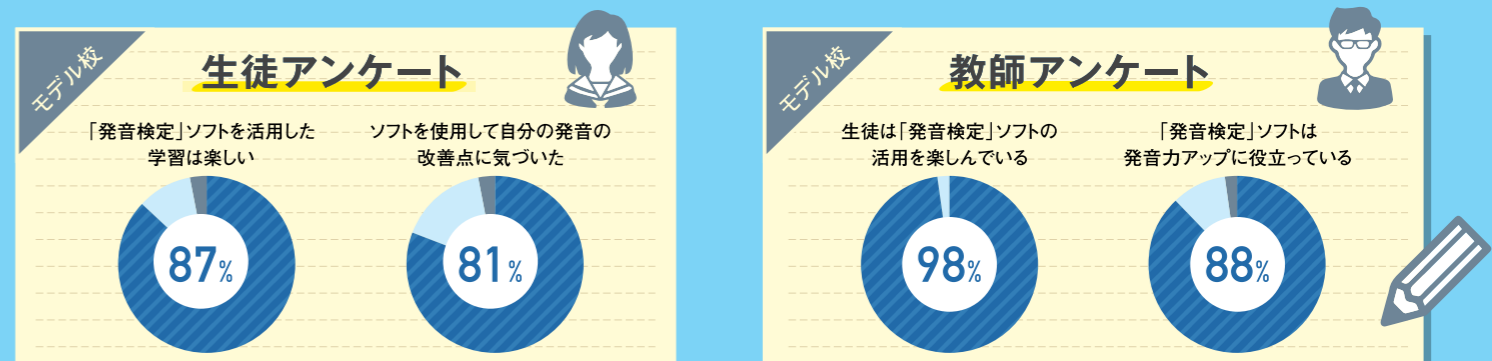 モデル校
生徒アンケート
「発音検定」ソフトを活用した
学習は楽しい
87%
ソフトを使用して自分の発音の
改善点に気づいた
81%
モデル校
教師アンケート
生徒は「発音検定」ソフトの
活用を楽しんでいる
98%
「発音検定」ソフトは
発音力アップに役立っている
88%